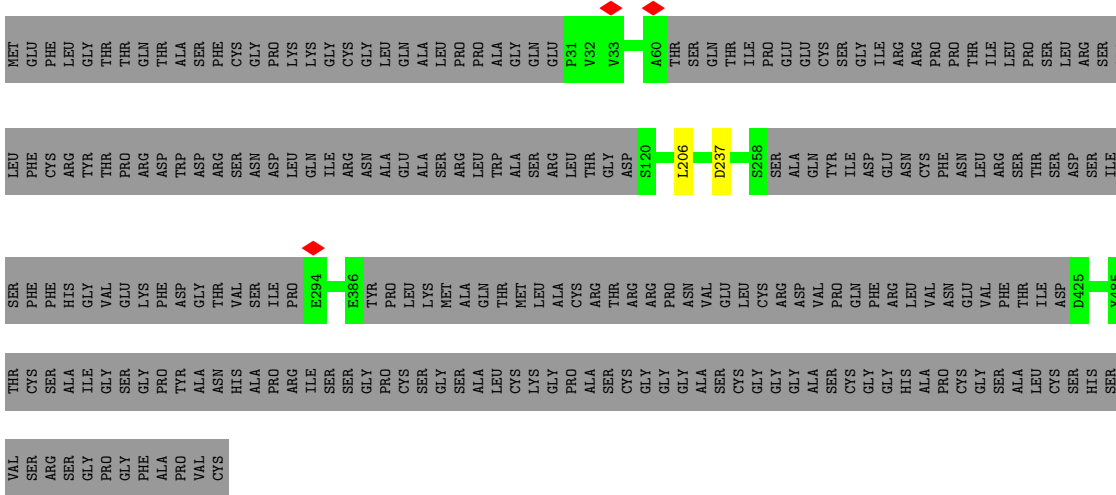 MET GLU PHE LEU GLY THR THR GLN THR ALA SER PHE CYS GLY PRO LYS LYS GLY CYS GLY LEU GLN ALA LEU PRO PRO ALA GLY GLN GLU P31 V32 V33 A60 THR SER GLN THR ILE PRO GLU GLU CYS SER GLY ILE ARG ARG PRO PRO THR ILE LEU PRO SER LEU ARG SER
LEU PHE CYS ARG TYR THR PRO ARG ASP TRP ASP ARG SER ASN ASP LEU GLN ILE ARG ASN ALA GLU ALA SER ARG LEU TRP ALA SER ARG LEU THR GLY ASP S120 L206 D237 S258 SER ALA GLN TYR ILE ASP GLU ASN CYS PHE ASN LEU ARG SER THR SER ASP SER ILE
SER PHE PHE HIS GLY VAL GLU LYS PHE ASP GLY THR VAL SER ILE PRO E294 E386 TYR PRO LEU LYS MET ALA GLN THR MET LEU ALA CYS ARG THR ARG ARG PRO ASN VAL GLU LEU CYS ARG ASP VAL PRO GLN PHE ARG LEU VAL ASN GLU VAL PHE THR ILE ASP D425 Y485
THR CYS SER ALA ILE GLY SER GLY PRO TYR ALA ASN HIS ALA PRO ARG ILE SER SER GLY PRO CYS SER GLY SER ALA LEU CYS LYS GLY PRO ALA SER CYS GLY GLY GLY ALA SER CYS GLY GLY GLY ALA SER CYS GLY GLY HIS ALA PRO CYS GLY SER ALA LEU CYS SER HIS SER
VAL SER ARG SER GLY PRO GLY PHE ALA PRO VAL CYS